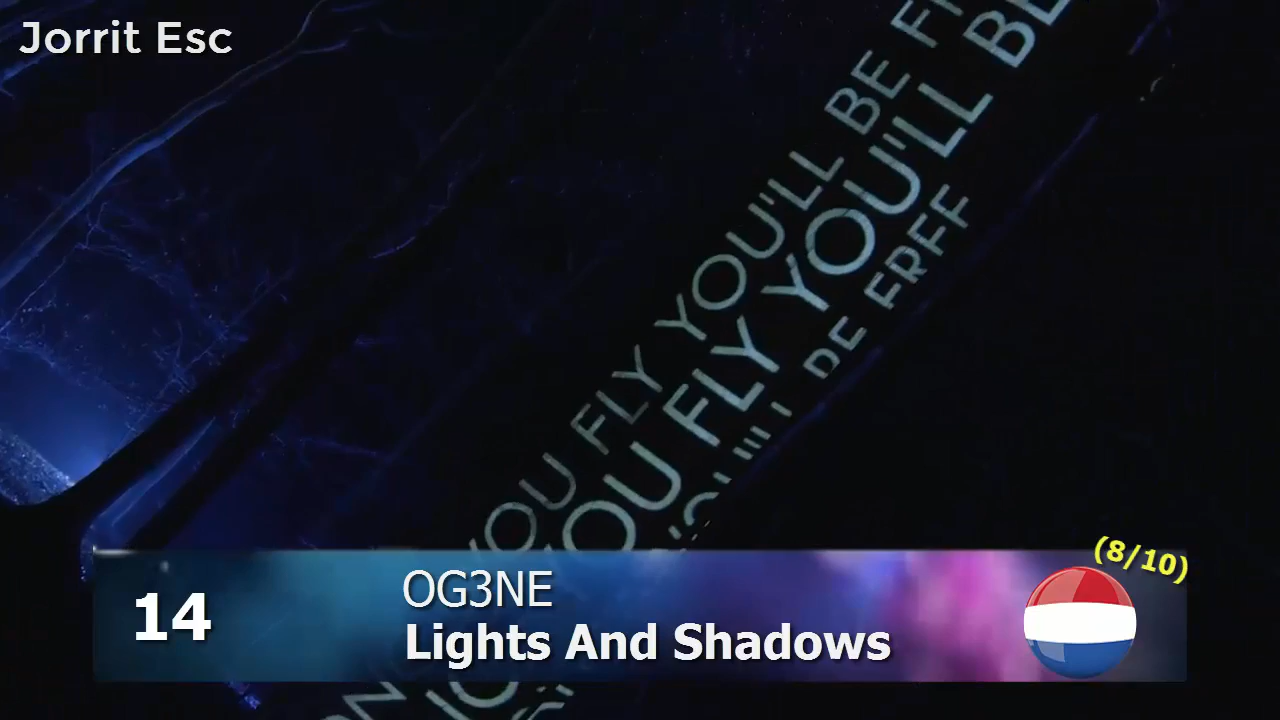 Jorrit Esc
YOU FLY YOU'LL BE
YOU FLY YOU'LL BE
(8/10)
14
OG3NE
Lights And Shadows